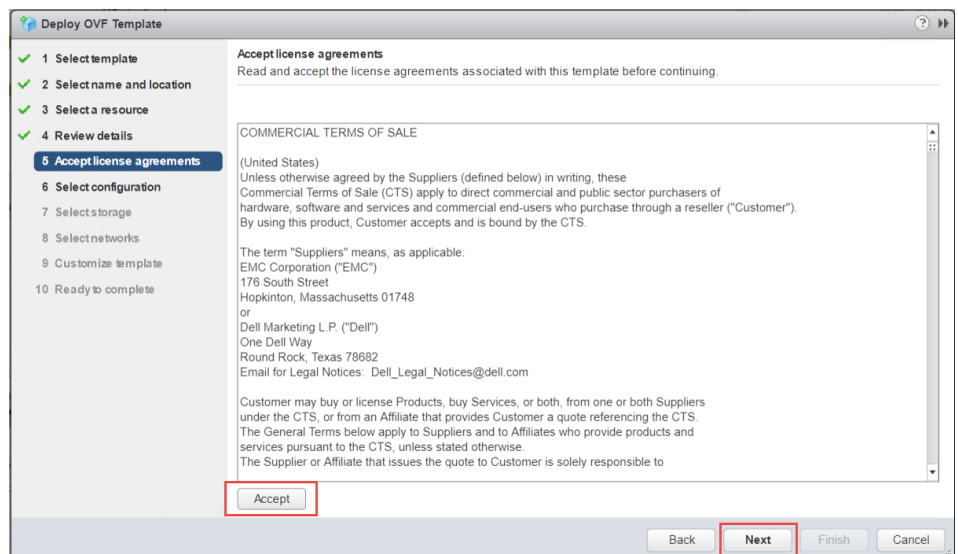 Deploy OVF Template
1 Select template
2 Select name and location
3 Select a resource
4 Review details
5 Accept license agreements
6 Select configuration
7 Select storage
8 Select networks
9 Customize template
10 Ready to complete
Accept license agreements
Read and accept the license agreements associated with this template before continuing.
COMMERCIAL TERMS OF SALE
(United States)
Unless otherwise agreed by the Suppliers (defined below) in writing, these
Commercial Terms of Sale (CTS) apply to direct commercial and public sector purchasers of
hardware, software and services and commercial end-users who purchase through a reseller ("Customer").
By using this product, Customer accepts and is bound by the CTS.
The term "Suppliers" means, as applicable:
EMC Corporation ("EMC")
176 South Street
Hopkinton, Massachusetts 01748
or
Dell Marketing L.P. ("Dell")
One Dell Way
Round Rock, Texas 78682
Email for Legal Notices: Dell_Legal_Notices@dell.com
Customer may buy or license Products, buy Services, or both, from one or both Suppliers
under the CTS, or from an Affiliate that provides Customer a quote referencing the CTS.
The General Terms below apply to Suppliers and to Affiliates who provide products and
services pursuant to the CTS, unless stated otherwise.
The Supplier or Affiliate that issues the quote to Customer is solely responsible to
Accept
Back Next Finish Cancel